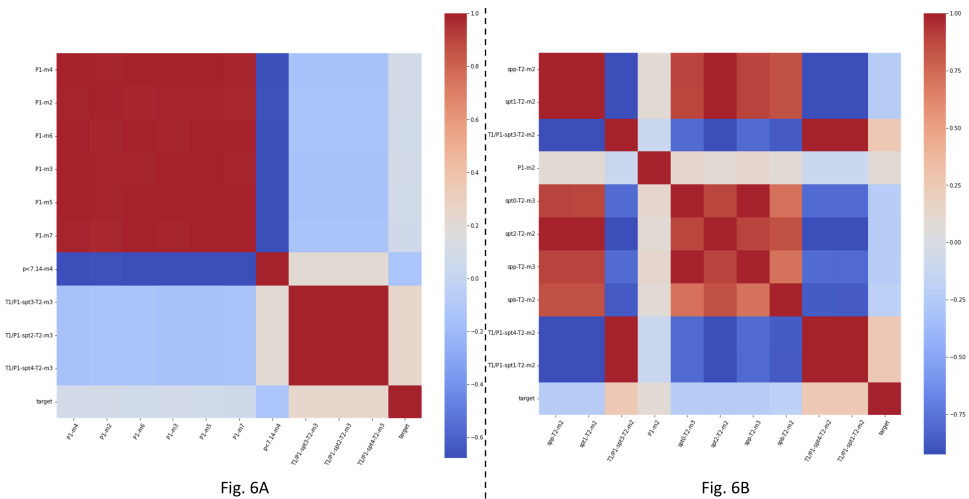 1.0
0.8
0.6
0.4
0.2
0.0
−0.2
−0.4
−0.6
P1-m4
P1-m2
P1-m6
P1-m3
P1-m5
P1-m7
p<7.14-m4
T1/P1-spt3-T2-m3
T1/P1-spt2-T2-m3
T1/P1-spt4-T2-m3
target
P1-m4
P1-m2
P1-m6
P1-m3
P1-m5
P1-m7
p<7.14-m4
T1/P1-spt3-T2-m3
T1/P1-spt2-T2-m3
T1/P1-spt4-T2-m3
target
Fig. 6A
1.00
0.75
0.50
0.25
0.00
−0.25
−0.50
−0.75
spp-T2-m2
spt1-T2-m2
T1/P1-spt3-T2-m2
P1-m2
spt0-T2-m3
spt2-T2-m2
spp-T2-m3
spb-T2-m2
T1/P1-spt4-T2-m2
T1/P1-spt1-T2-m2
target
spp-T2-m2
spt1-T2-m2
T1/P1-spt3-T2-m2
P1-m2
spt0-T2-m3
spt2-T2-m2
spp-T2-m3
spb-T2-m2
T1/P1-spt4-T2-m2
T1/P1-spt1-T2-m2
target
Fig. 6B